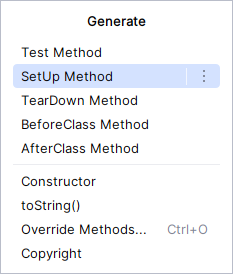 Generate
Test Method
SetUp Method
TearDown Method
BeforeClass Method
AfterClass Method
Constructor
toString()
Override Methods... Ctrl+O
Copyright